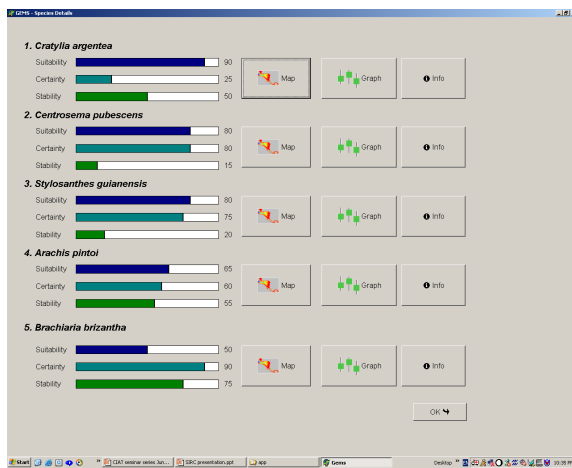 GEMS - Species Details
1. Cratylia argentea
Suitability 90
Certainty 25
Stability 50
Map Graph Info
2. Centrosema pubescens
Suitability 80
Certainty 80
Stability 15
Map Graph Info
3. Stylosanthes guianensis
Suitability 80
Certainty 75
Stability 20
Map Graph Info
4. Arachis pintoi
Suitability 65
Certainty 60
Stability 55
Map Graph Info
5. Brachiaria brizantha
Suitability 50
Certainty 90
Stability 75
Map Graph Info
OK
Start CIAT seminar series Jun... SIRC presentation.ppt app Gems Desktop 10:35 PM